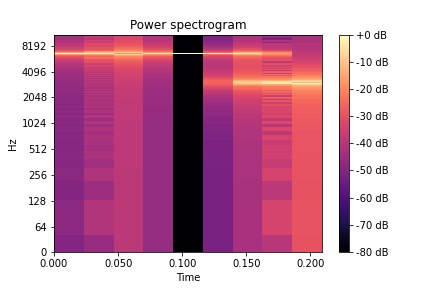 Power spectrogram
8192
4096
2048
1024
512
256
128
64
0
Hz
0.000 0.050 0.100 0.150 0.200
Time
+0 dB
-10 dB
-20 dB
-30 dB
-40 dB
-50 dB
-60 dB
-70 dB
-80 dB